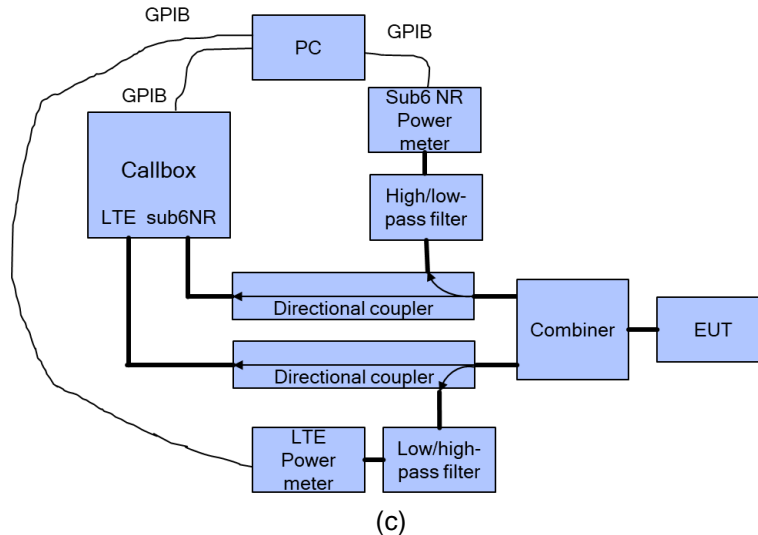 GPIB
PC
GPIB
GPIB
Sub6 NR
Power
meter
Callbox
LTE sub6NR
High/low-
pass filter
Directional coupler
Combiner
EUT
Directional coupler
LTE
Power
meter
Low/high-
pass filter
(c)